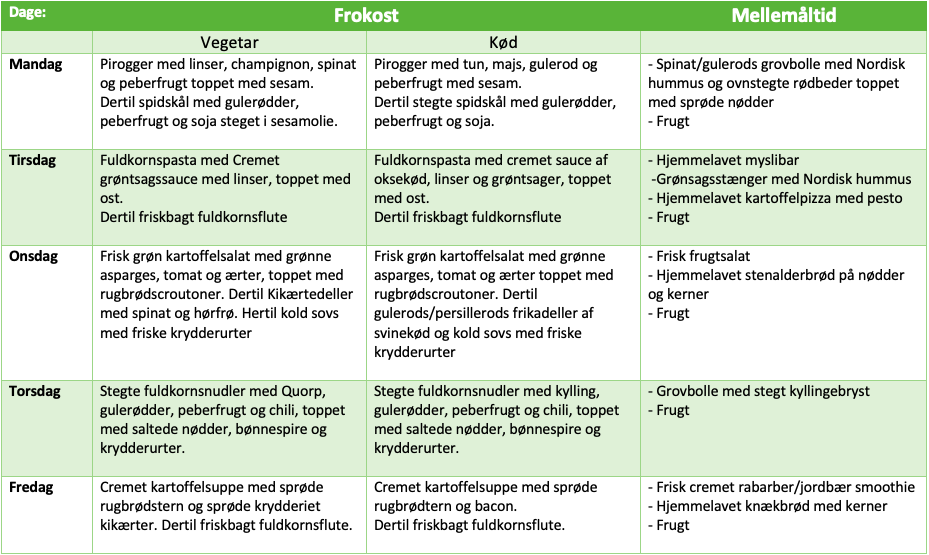 Dage:
Frokost
Mellemåltid
Vegetar
Kød
Mandag
Pirogger med linser, champignon, spinat
og peberfrugt toppet med sesam.
Dertil spidskål med gulerødder,
peberfrugt og soja steget i sesamolie.
Pirogger med tun, majs, gulerod og
peberfrugt med sesam.
Dertil stegte spidskål med gulerødder,
peberfrugt og soja.
- Spinat/gulerods grovbolle med Nordisk
hummus og ovnstegte rødbeder toppet
med sprøde nødder
- Frugt
Tirsdag
Fuldkornspasta med Cremet
grøntsagssauce med linser, toppet med
ost.
Dertil friskbagt fuldkornsflute
Fuldkornspasta med cremet sauce af
oksekød, linser og grøntsager, toppet
med ost.
Dertil friskbagt fuldkornsflute
- Hjemmelavet myslibar
-Grønsagsstænger med Nordisk hummus
- Hjemmelavet kartoffelpizza med pesto
- Frugt
Onsdag
Frisk grøn kartoffelsalat med grønne
asparges, tomat og ærter, toppet med
rugbrødscroutoner. Dertil Kikærtedeller
med spinat og hørfrø. Hertil kold sovs
med friske krydderurter
Frisk grøn kartoffelsalat med grønne
asparges, tomat og ærter toppet med
rugbrødscroutoner. Dertil
gulerods/persillerods frikadeller af
svinekød og kold sovs med friske
krydderurter
- Frisk frugtsalat
- Hjemmelavet stenalderbrød på nødder
og kerner
- Frugt
Torsdag
Stegte fuldkornsnudler med Quorp,
gulerødder, peberfrugt og chili, toppet
med saltede nødder, bønnespire og
krydderurter.
Stegte fuldkornsnudler med kylling,
gulerødder, peberfrugt og chili, toppet
med saltede nødder, bønnespire og
krydderurter.
- Grovbolle med stegt kyllingebryst
- Frugt
Fredag
Cremet kartoffelsuppe med sprøde
rugbrødstern og sprøde krydderiet
kikærter. Dertil friskbagt fuldkornsflute.
Cremet kartoffelsuppe med sprøde
rugbrødtern og bacon.
Dertil friskbagt fuldkornsflute.
- Frisk cremet rabarber/jordbær smoothie
- Hjemmelavet knækbrød med kerner
- Frugt